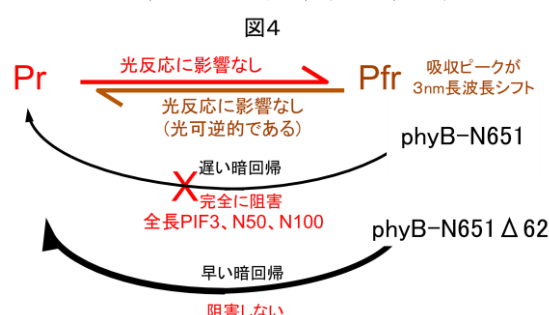 図4
Pr
光反応に影響なし
Pfr
吸収ピークが
3nm長波長シフト
光反応に影響なし
(光可逆的である)
phyB-N651
遅い暗回帰
X
完全に阻害
全長PIF3、N50、N100
phyB-N651Δ62
早い暗回帰
阻害しない